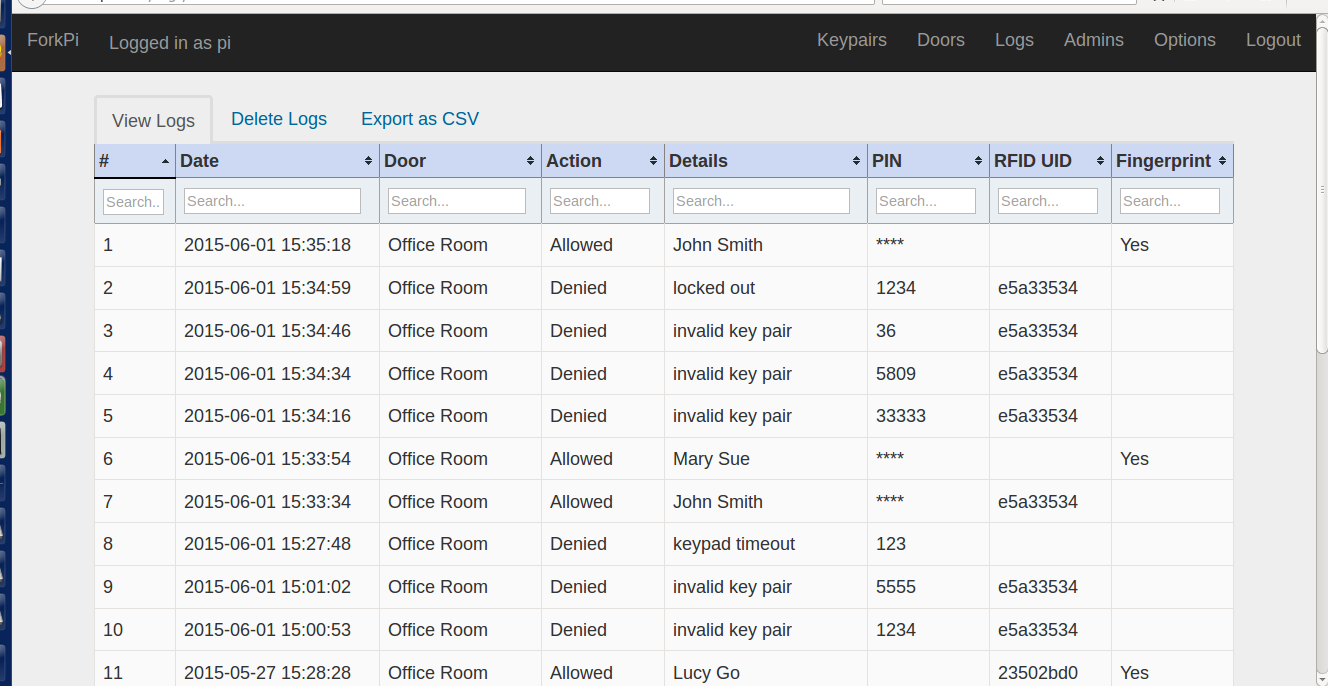 ForkPi Logged in as pi Keypairs Doors Logs Admins Options Logout
View Logs Delete Logs Export as CSV
# Date Door Action Details PIN RFID UID Fingerprint
Search.. Search... Search... Search... Search... Search... Search... Search...
1 2015-06-01 15:35:18 Office Room Allowed John Smith **** Yes
2 2015-06-01 15:34:59 Office Room Denied locked out 1234 e5a33534
3 2015-06-01 15:34:46 Office Room Denied invalid key pair 36 e5a33534
4 2015-06-01 15:34:34 Office Room Denied invalid key pair 5809 e5a33534
5 2015-06-01 15:34:16 Office Room Denied invalid key pair 33333 e5a33534
6 2015-06-01 15:33:54 Office Room Allowed Mary Sue **** Yes
7 2015-06-01 15:33:34 Office Room Allowed John Smith **** e5a33534
8 2015-06-01 15:27:48 Office Room Denied keypad timeout 123
9 2015-06-01 15:01:02 Office Room Denied invalid key pair 5555 e5a33534
10 2015-06-01 15:00:53 Office Room Denied invalid key pair 1234 e5a33534
11 2015-05-27 15:28:28 Office Room Allowed Lucy Go 23502bd0 Yes